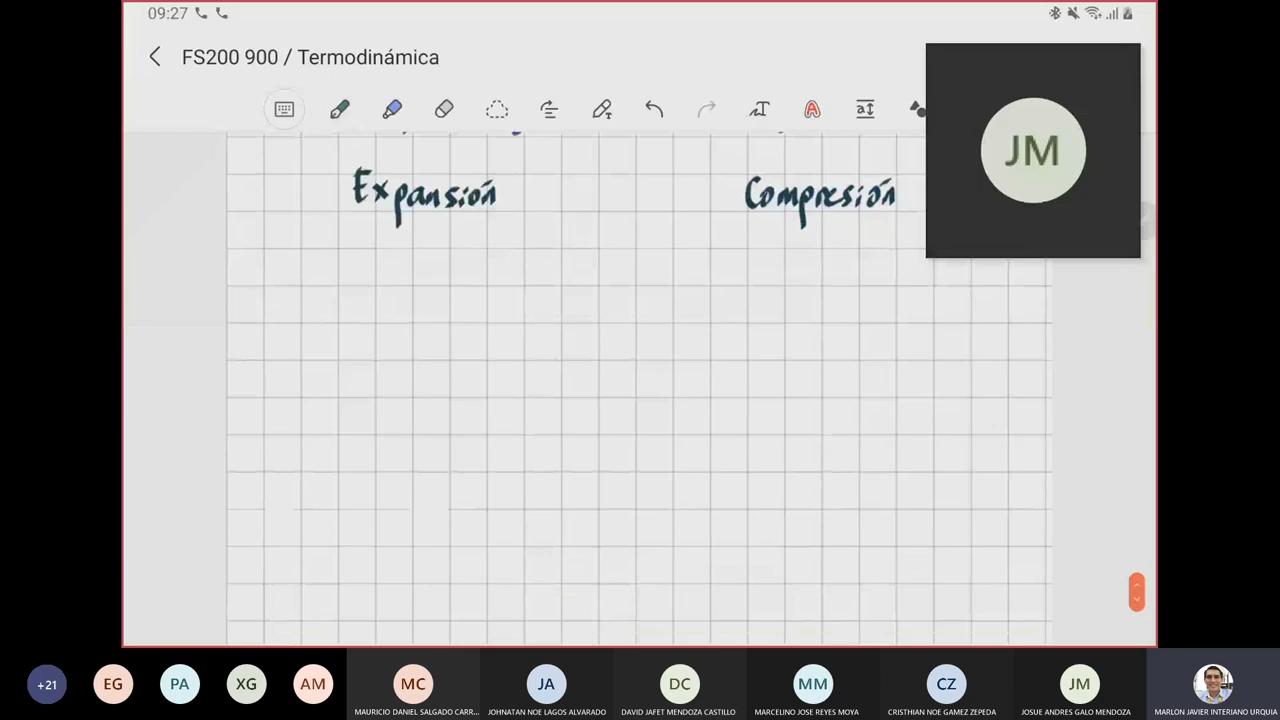 09:27
FS200 900 / Termodinámica
JM
Expansión
Compresión
+21
EG
PA
XG
AM
MC
JA
DC
MM
CZ
JM
MAURICIO DANIEL SALGADO CARR...
JOHNATAN NOE LAGOS ALVARADO
DAVID JAFET MENDOZA CASTILLO
MARCELINO JOSE REYES MOYA
CRISTHIAN NOE GAMEZ ZEPEDA
JOSUE ANDRES GALO MENDOZA
MARLON JAVIER INTERIANO URQUIA